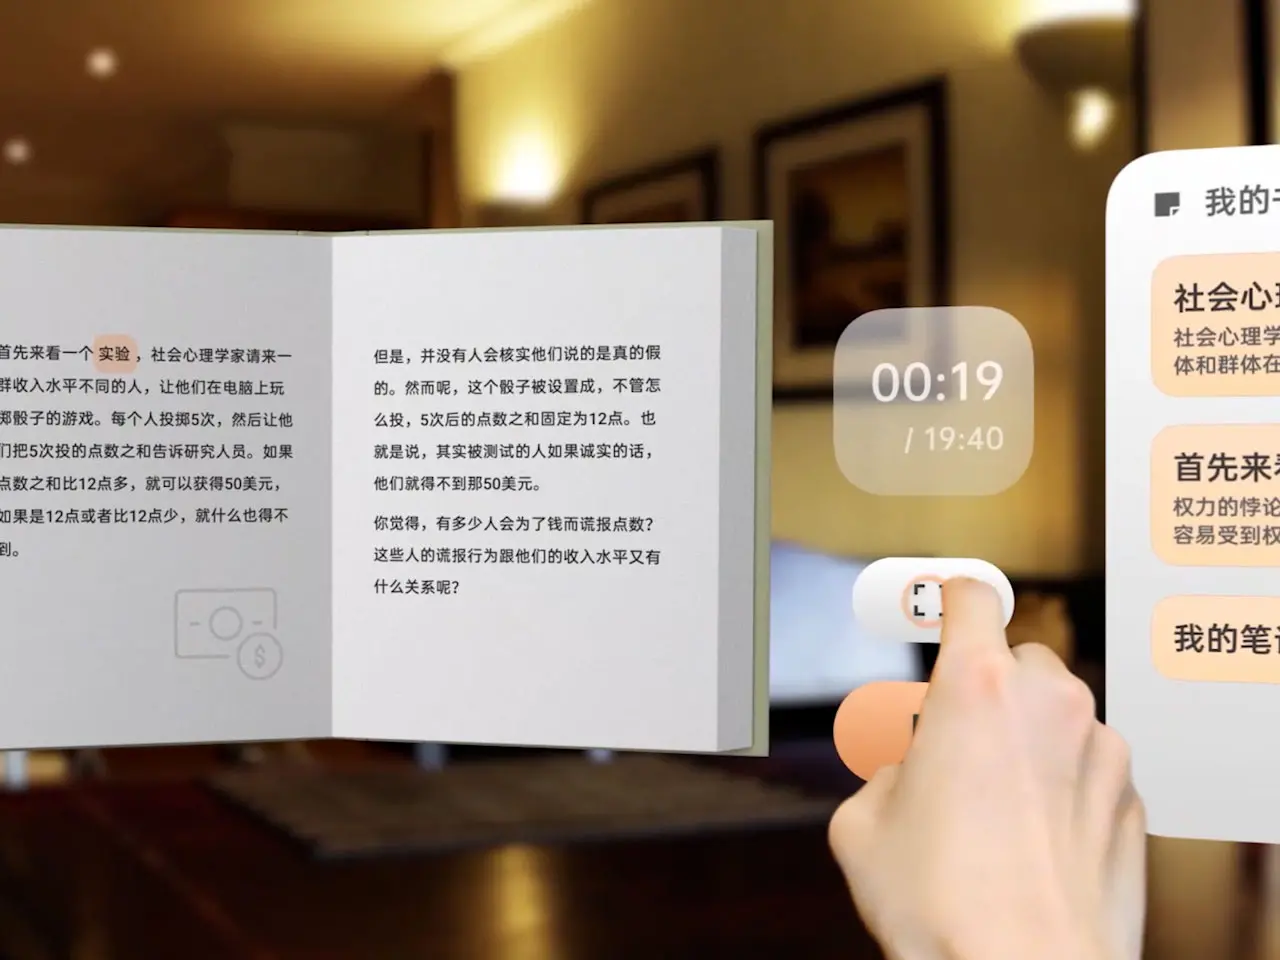 首先来看一个 实验 ，社会心理学家请来一
群收入水平不同的人，让他们在电脑上玩
掷骰子的游戏。每个人投掷5次，然后让他
们把5次投的点数之和告诉研究人员。如果
点数之和比12点多，就可以获得50美元，
如果是12点或者比12点少，就什么也得不
到。
但是，并没有人会核实他们说的是真的假
的。然而呢，这个骰子被设置成，不管怎
么投，5次后的点数之和固定为12点。也
就是说，其实被测试的人如果诚实的话，
他们就得不到那50美元。
你觉得，有多少人会为了钱而谎报点数？
这些人的谎报行为跟他们的收入水平又有
什么关系呢？
$
00:19
/ 19:40
我的
社会心
社会心理学
体和群体在
首先来
权力的悖论
容易受到权
我的笔